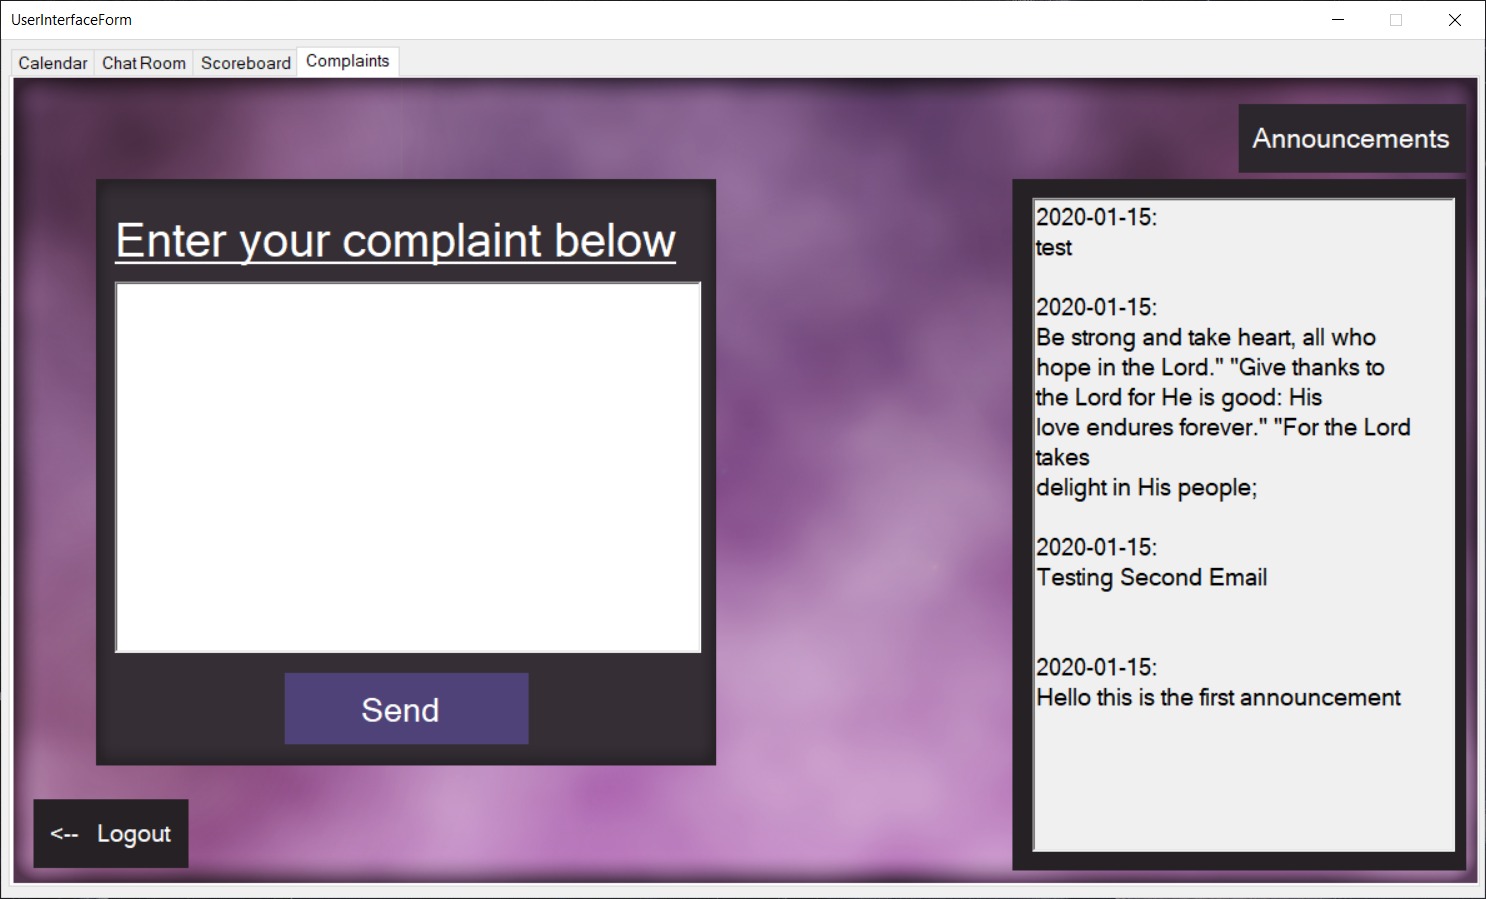 UserInterfaceForm
Calendar Chat Room Scoreboard Complaints
Announcements
Enter your complaint below
Send
<-- Logout
2020-01-15:
test
2020-01-15:
Be strong and take heart, all who
hope in the Lord." "Give thanks to
the Lord for He is good: His
love endures forever." "For the Lord
takes
delight in His people;
2020-01-15:
Testing Second Email
2020-01-15:
Hello this is the first announcement